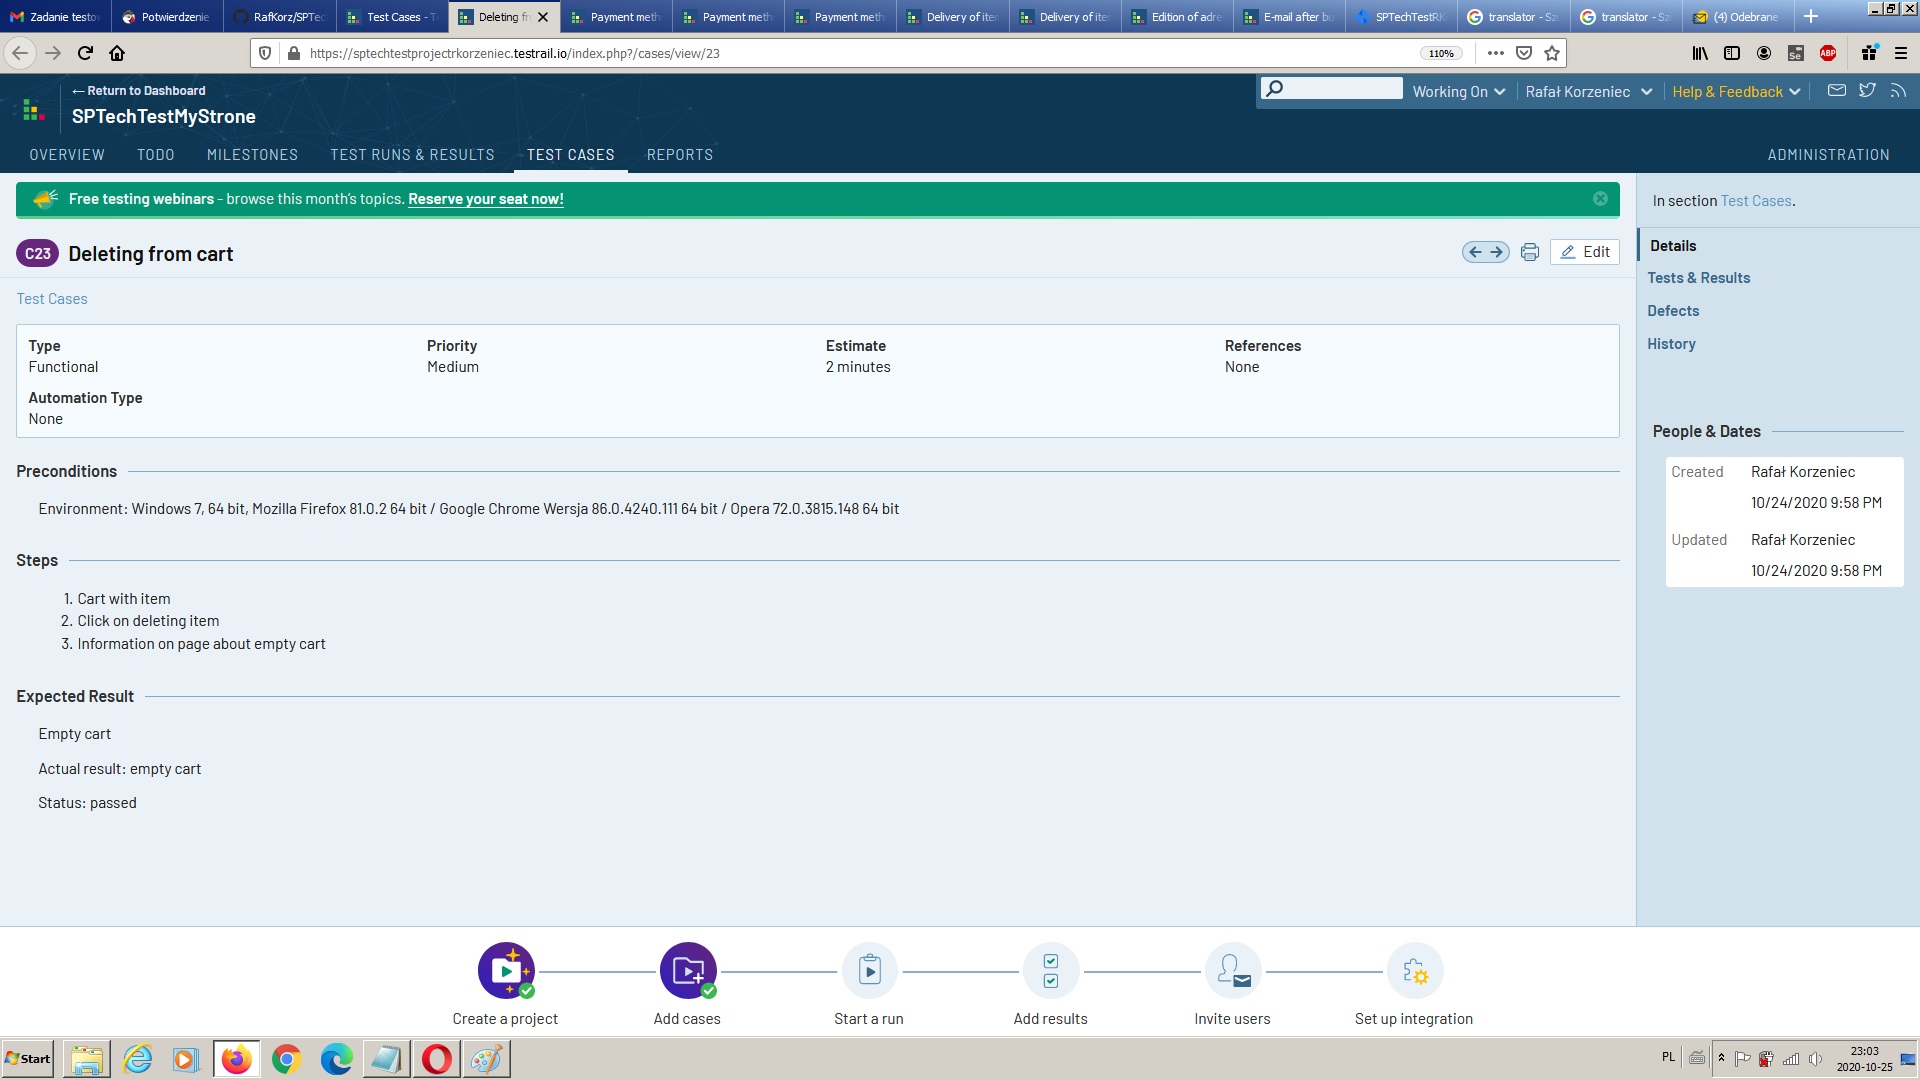 Zadanie testo
Potwierdzenie
RafKorz/SPTec
Test Cases - T
Deleting fr
Payment meth
Payment meth
Payment meth
Delivery of ite
Delivery of ite
Edition of adre
E-mail after bu
SPTechTestRK
translator - Sz
translator - Sz
(4) Odebrane
https://sptechtestprojectrkorzeniec.testrail.io/index.php?/cases/view/23
110%
Se
ABP
← Return to Dashboard
SPTechTestMyStrone
Working On
Rafał Korzeniec
Help & Feedback
OVERVIEW
TODO
MILESTONES
TEST RUNS & RESULTS
TEST CASES
REPORTS
ADMINISTRATION
Free testing webinars - browse this month's topics. Reserve your seat now!
In section Test Cases.
C23 Deleting from cart
Edit
Details
Tests & Results
Defects
History
Test Cases
Type
Functional
Priority
Medium
Estimate
2 minutes
References
None
Automation Type
None
People & Dates
Created Rafał Korzeniec
10/24/2020 9:58 PM
Updated Rafał Korzeniec
10/24/2020 9:58 PM
Preconditions
Environment: Windows 7, 64 bit, Mozilla Firefox 81.0.2 64 bit / Google Chrome Wersja 86.0.4240.111 64 bit / Opera 72.0.3815.148 64 bit
Steps
1. Cart with item
2. Click on deleting item
3. Information on page about empty cart
Expected Result
Empty cart
Actual result: empty cart
Status: passed
Create a project
Add cases
Start a run
Add results
Invite users
Set up integration
Start
PL
23:03
2020-10-25